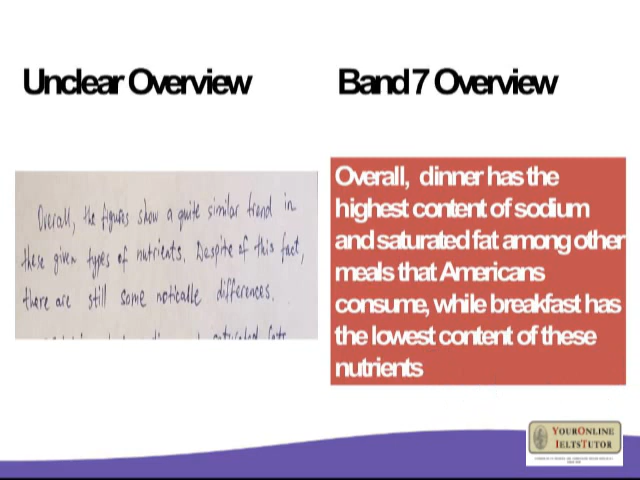 Unclear Overview
Overall, the figures show a quite similar trend in
these given types of nutrients. Despite of this fact,
there are still some noticalle differences.
Band 7 Overview
Overall, dinner has the
highest content of sodium
and saturated fat among other
meals that Americans
consume, while breakfast has
the lowest content of these
nutrients
YOURONLINE
IELTSTUTOR